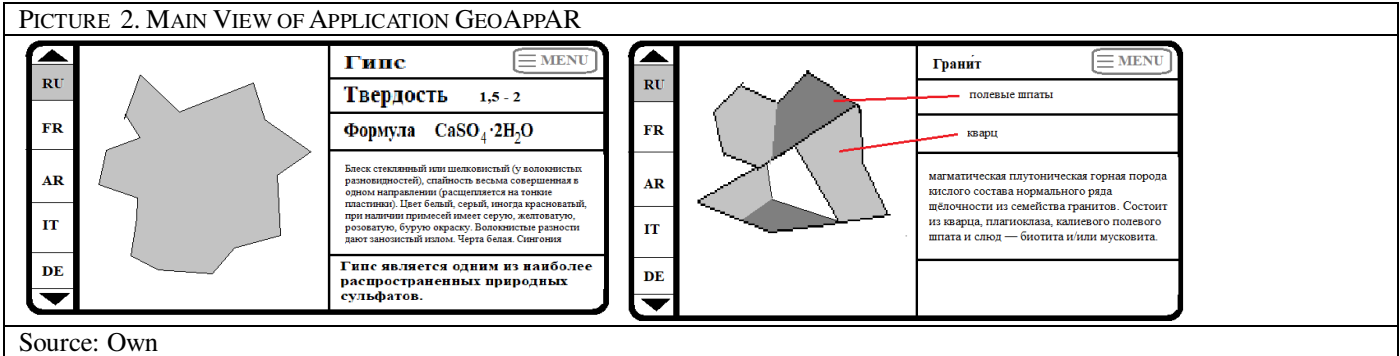 PICTURE 2. MAIN VIEW OF APPLICATION GEOAPPAR
RU
FR
AR
IT
DE
Гипс
MENU
Твердость 1,5 - 2
Формула CaSO₄·2H₂O
Блеск стеклянный или шелковистый (у волокнистых
разновидностей), спайность весьма совершенная в
одном направлении (расщепляется на тонкие
пластинки). Цвет белый, серый, иногда красноватый,
при наличии примесей имеет серую, желтоватую,
розоватую, бурую окраску. Волокнистые разности
дают занозистый излом. Черта белая. Сингония
Гипс является одним из наиболее
распространенных природных
сульфатов.
RU
FR
AR
IT
DE
Грани́т
MENU
полевые шпаты
кварц
магматическая плутоническая горная порода
кислого состава нормального ряда
щёлочности из семейства гранитов. Состоит
из кварца, плагиоклаза, калиевого полевого
шпата и слюд — биотита и/или мусковита.
Source: Own